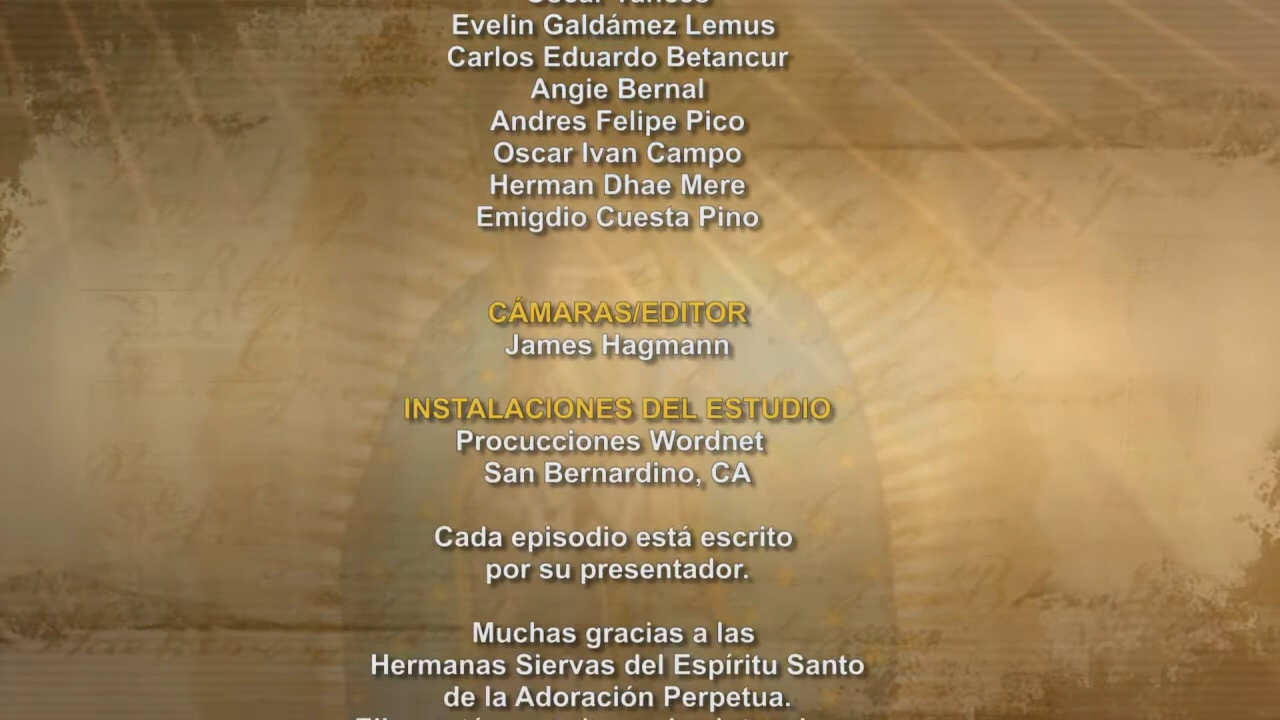 Evelin Galdámez Lemus
Carlos Eduardo Betancur
Angie Bernal
Andres Felipe Pico
Oscar Ivan Campo
Herman Dhae Mere
Emigdio Cuesta Pino
CÁMARAS/EDITOR
James Hagmann
INSTALACIONES DEL ESTUDIO
Procucciones Wordnet
San Bernardino, CA
Cada episodio está escrito
por su presentador.
Muchas gracias a las
Hermanas Siervas del Espíritu Santo
de la Adoración Perpetua.